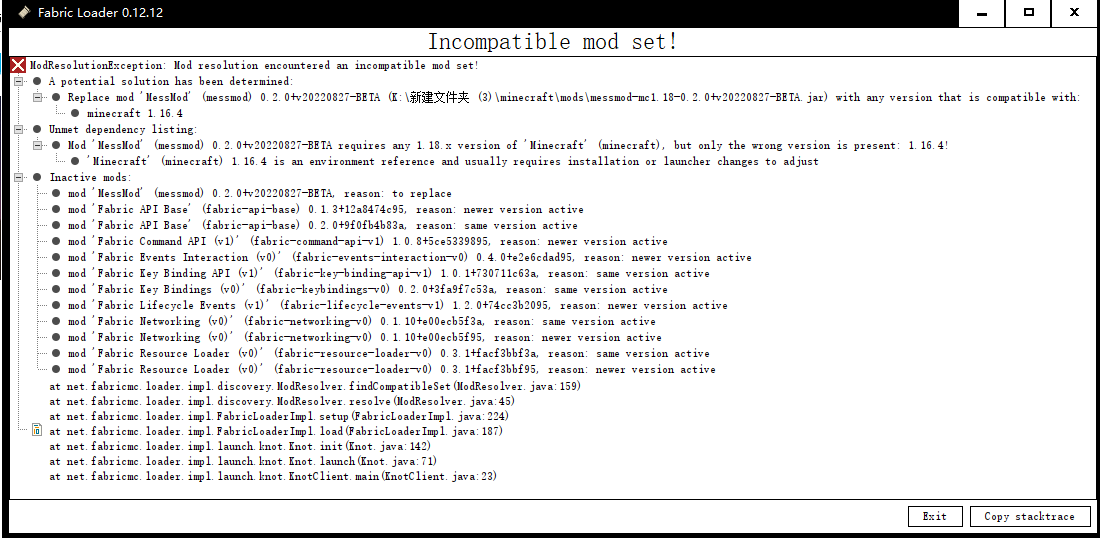 Fabric Loader 0.12.12
Incompatible mod set!
ModResolutionException: Mod resolution encountered an incompatible mod set!
A potential solution has been determined:
Replace mod 'MessMod' (messmod) 0.2.0+v20220827-BETA (K:\新建文件夹 (3)\minecraft\mods\messmod-mc1.18-0.2.0+v20220827-BETA.jar) with any version that is compatible with:
minecraft 1.16.4
Unmet dependency listing:
Mod 'MessMod' (messmod) 0.2.0+v20220827-BETA requires any 1.18.x version of 'Minecraft' (minecraft), but only the wrong version is present: 1.16.4!
'Minecraft' (minecraft) 1.16.4 is an environment reference and usually requires installation or launcher changes to adjust
Inactive mods:
mod 'MessMod' (messmod) 0.2.0+v20220827-BETA, reason: to replace
mod 'Fabric API Base' (fabric-api-base) 0.1.3+12a8474c95, reason: newer version active
mod 'Fabric API Base' (fabric-api-base) 0.2.0+9f0fb4b83a, reason: same version active
mod 'Fabric Command API (v1)' (fabric-command-api-v1) 1.0.8+5ce5339895, reason: newer version active
mod 'Fabric Events Interaction (v0)' (fabric-events-interaction-v0) 0.4.0+e2e6cdad95, reason: newer version active
mod 'Fabric Key Binding API (v1)' (fabric-key-binding-api-v1) 1.0.1+730711c63a, reason: same version active
mod 'Fabric Key Bindings (v0)' (fabric-keybindings-v0) 0.2.0+3fa9f7c53a, reason: same version active
mod 'Fabric Lifecycle Events (v1)' (fabric-lifecycle-events-v1) 1.2.0+74cc3b2095, reason: newer version active
mod 'Fabric Networking (v0)' (fabric-networking-v0) 0.1.10+e00ecb5f3a, reason: same version active
mod 'Fabric Networking (v0)' (fabric-networking-v0) 0.1.10+e00ecb5f95, reason: newer version active
mod 'Fabric Resource Loader (v0)' (fabric-resource-loader-v0) 0.3.1+facf3bbf3a, reason: same version active
mod 'Fabric Resource Loader (v0)' (fabric-resource-loader-v0) 0.3.1+facf3bbf95, reason: newer version active
at net.fabricmc.loader.impl.discovery.ModResolver.findCompatibleSet(ModResolver.java:159)
at net.fabricmc.loader.impl.discovery.ModResolver.resolve(ModResolver.java:45)
at net.fabricmc.loader.impl.FabricLoaderImpl.setup(FabricLoaderImpl.java:224)
at net.fabricmc.loader.impl.FabricLoaderImpl.load(FabricLoaderImpl.java:187)
at net.fabricmc.loader.impl.launch.knot.Knot.init(Knot.java:142)
at net.fabricmc.loader.impl.launch.knot.Knot.launch(Knot.java:71)
at net.fabricmc.loader.impl.launch.knot.KnotClient.main(KnotClient.java:23)
Exit
Copy stacktrace